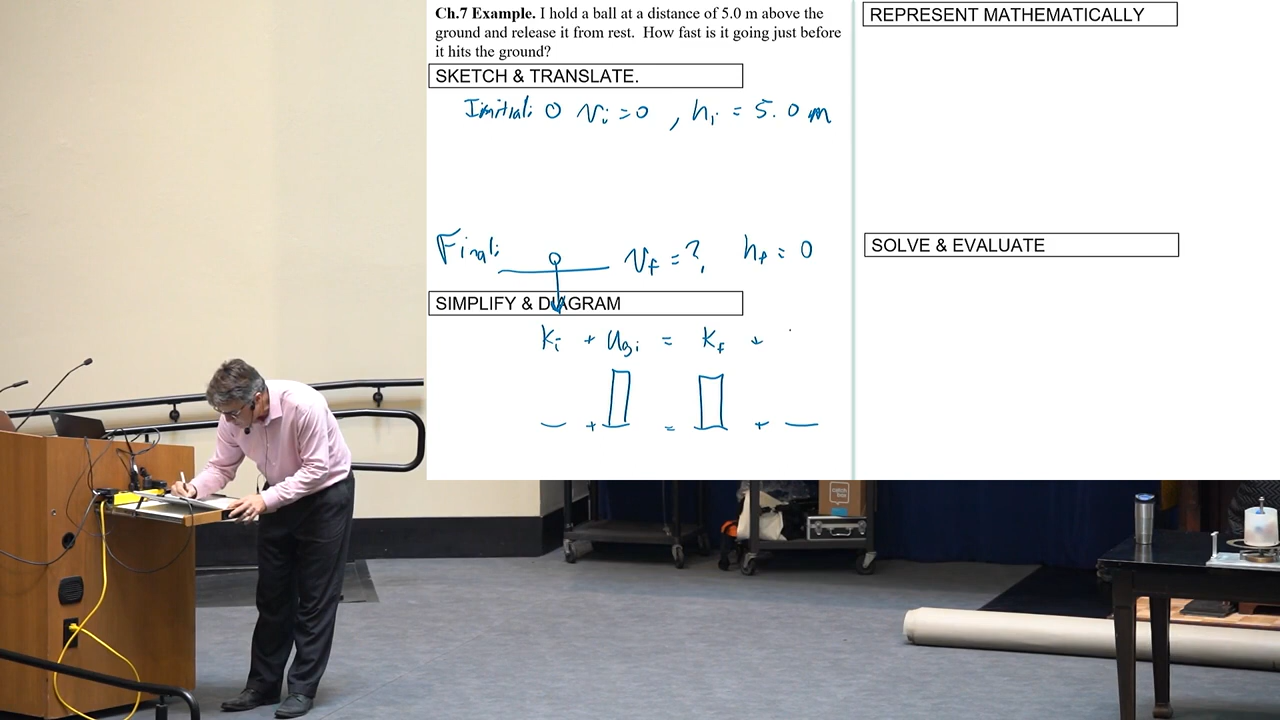 Ch.7 Example. I hold a ball at a distance of 5.0 m above the
ground and release it from rest. How fast is it going just before
it hits the ground?
SKETCH & TRANSLATE.
Initial: v_i = 0 , h_i = 5.0 m
Final: v_f = ? h_f = 0
SIMPLIFY & DIAGRAM
K_i + U_gi = K_f +
+ = +
REPRESENT MATHEMATICALLY
SOLVE & EVALUATE
catch
box